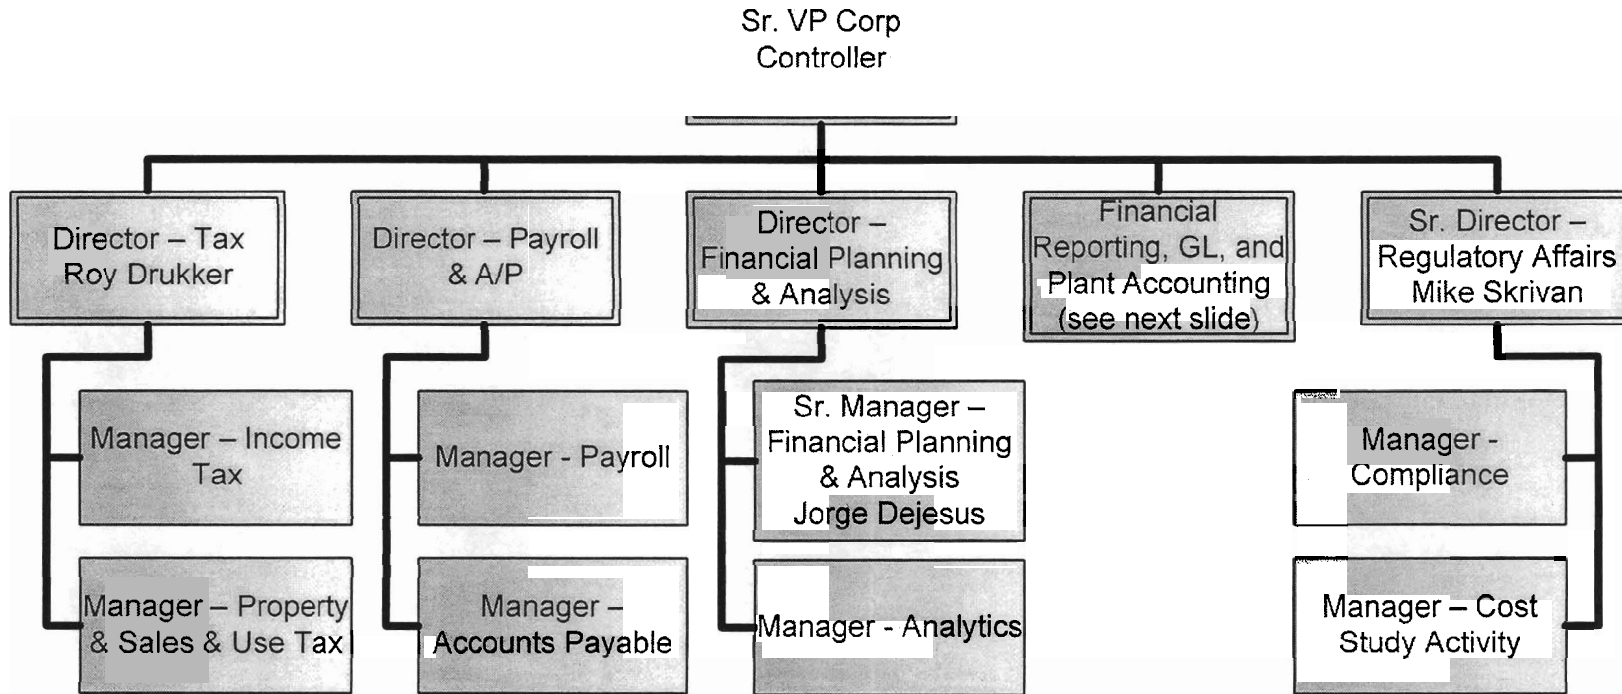 Sr. VP Corp
Controller
Director – Tax
Roy Drukker
Director – Payroll
& A/P
Director –
Financial Planning
& Analysis
Financial
Reporting, GL, and
Plant Accounting
(see next slide)
Sr. Director –
Regulatory Affairs
Mike Skrivan
Manager – Income
Tax
Manager - Payroll
Sr. Manager –
Financial Planning
& Analysis
Jorge Dejesus
Manager -
Compliance
Manager – Property
& Sales & Use Tax
Manager –
Accounts Payable
Manager - Analytics
Manager – Cost
Study Activity